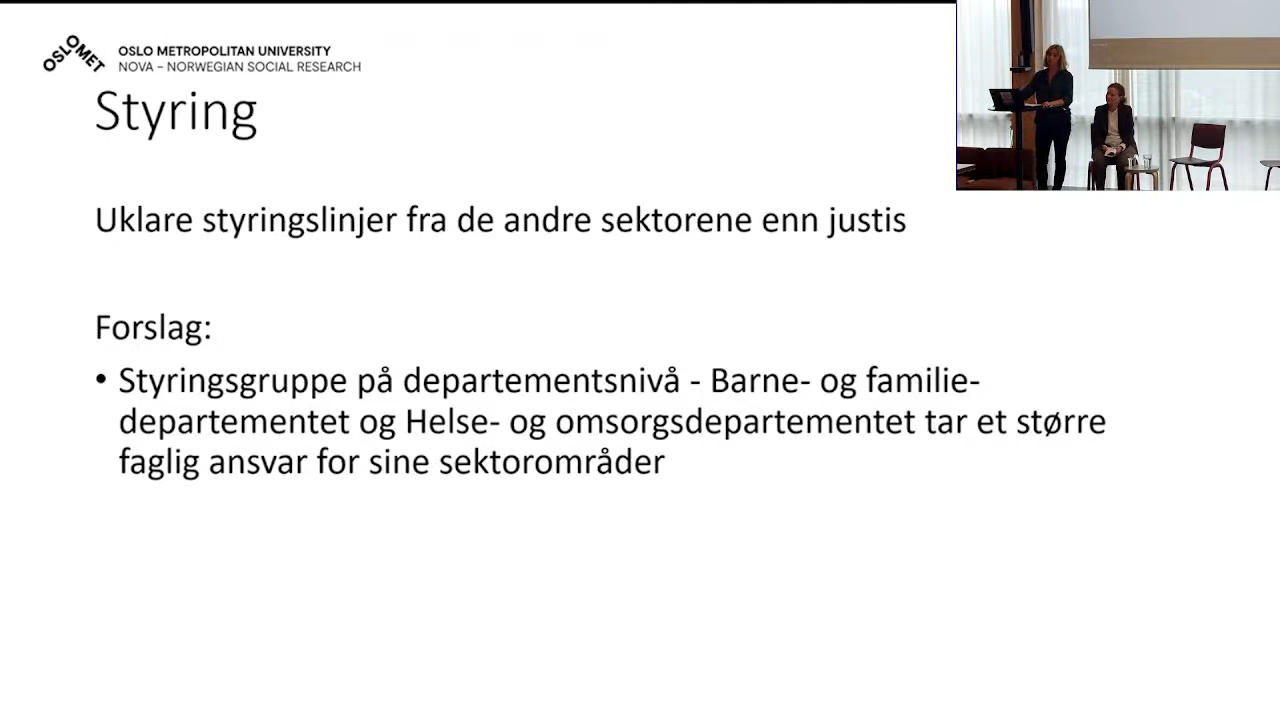 OSLOMET
OSLO METROPOLITAN UNIVERSITY
NOVA – NORWEGIAN SOCIAL RESEARCH
Styring
Uklare styringslinjer fra de andre sektorene enn justis
Forslag:
• Styringsgruppe på departementsnivå - Barne- og familie-
departementet og Helse- og omsorgsdepartementet tar et større
faglig ansvar for sine sektorområder